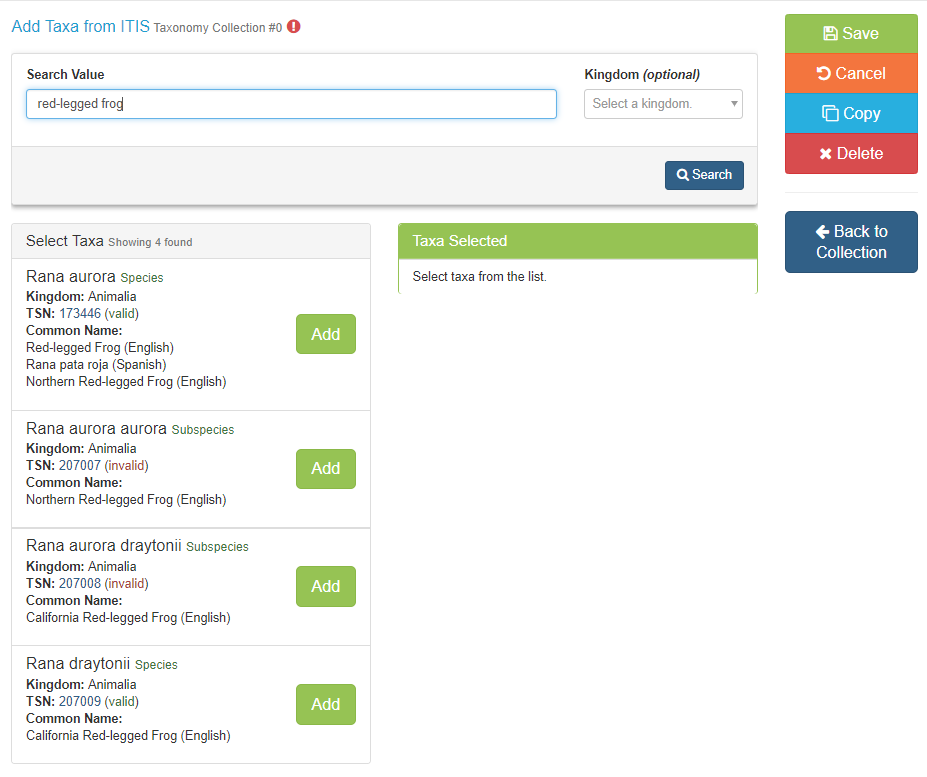 Add Taxa from ITIS Taxonomy Collection #0
Search Value
red-legged frog
Kingdom (optional)
Select a kingdom.
Search
Save
Cancel
Copy
Delete
Back to
Collection
Select Taxa Showing 4 found
Rana aurora Species
Kingdom: Animalia
TSN: 173446 (valid)
Common Name:
Red-legged Frog (English)
Rana pata roja (Spanish)
Northern Red-legged Frog (English)
Add
Rana aurora aurora Subspecies
Kingdom: Animalia
TSN: 207007 (invalid)
Common Name:
Northern Red-legged Frog (English)
Add
Rana aurora draytonii Subspecies
Kingdom: Animalia
TSN: 207008 (invalid)
Common Name:
California Red-legged Frog (English)
Add
Rana draytonii Species
Kingdom: Animalia
TSN: 207009 (valid)
Common Name:
California Red-legged Frog (English)
Add
Taxa Selected
Select taxa from the list.